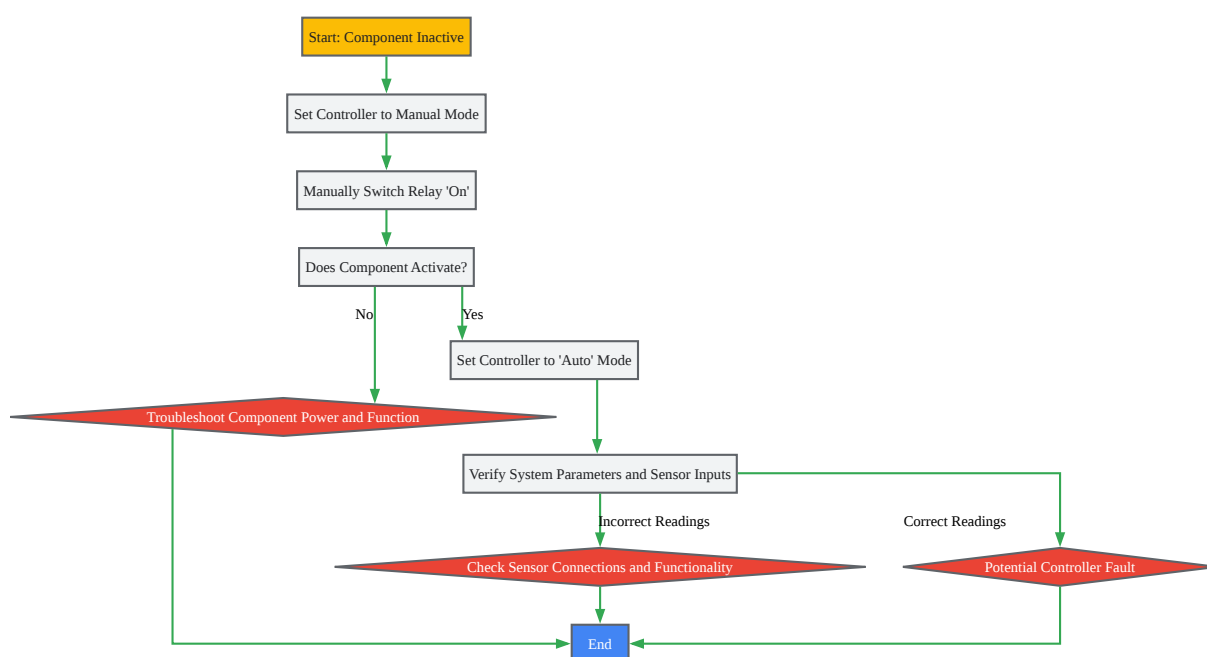 Start: Component Inactive
Set Controller to Manual Mode
Manually Switch Relay 'On'
Does Component Activate?
No
Yes
Set Controller to 'Auto' Mode
Troubleshoot Component Power and Function
Verify System Parameters and Sensor Inputs
Incorrect Readings
Correct Readings
Check Sensor Connections and Functionality
Potential Controller Fault
End